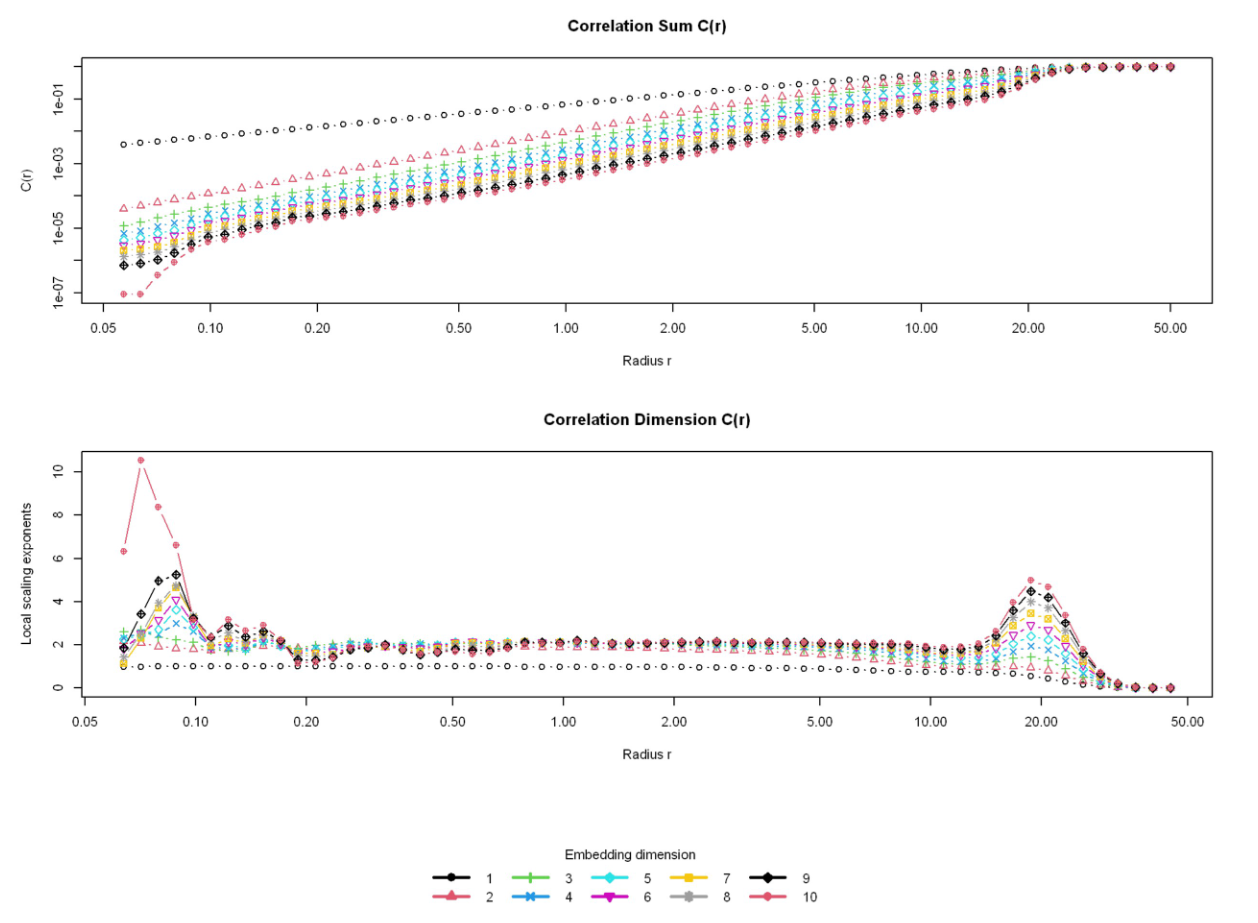 Correlation Sum C(r)
C(r)
1e-01
1e-03
1e-05
1e-07
0.05 0.10 0.20 0.50 1.00 2.00 5.00 10.00 20.00 50.00
Radius r
Correlation Dimension C(r)
Local scaling exponents
10
8
6
4
2
0
0.05 0.10 0.20 0.50 1.00 2.00 5.00 10.00 20.00 50.00
Radius r
Embedding dimension
1 3 5 7 9
2 4 6 8 10